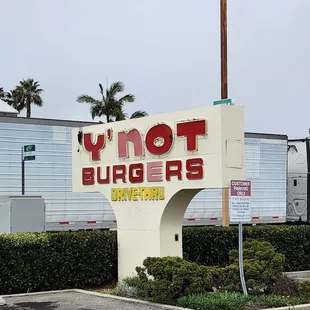 Y' NOT
BURGERS
DRIVE-THRU
CUSTOMER
PARKING
ONLY